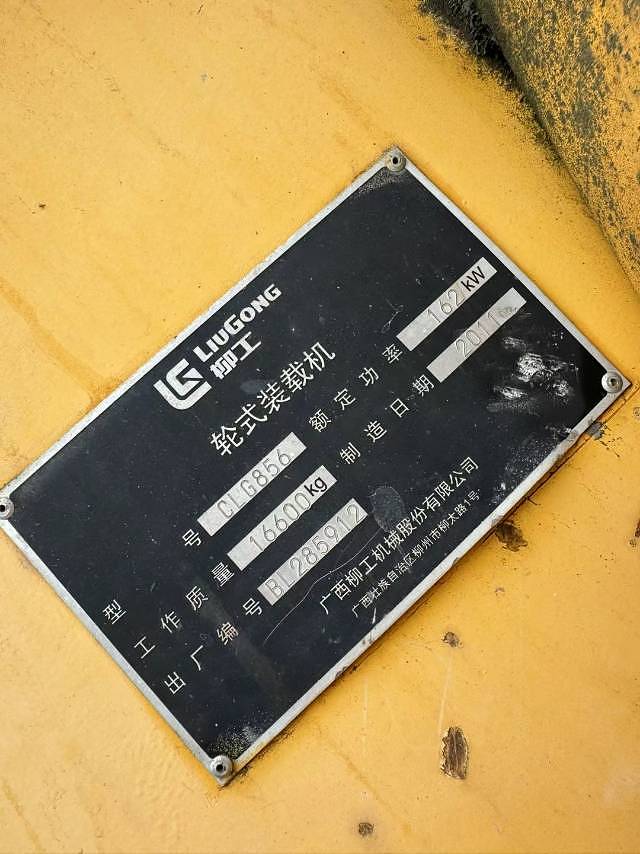 LIUGONG
柳工
轮式装载机
型号 CLG856 额定功率 162 kW
工作质量 16600kg 制造日期 2011
出厂编号 BL285912
广西柳工机械股份有限公司
广西壮族自治区柳州市柳太路1号